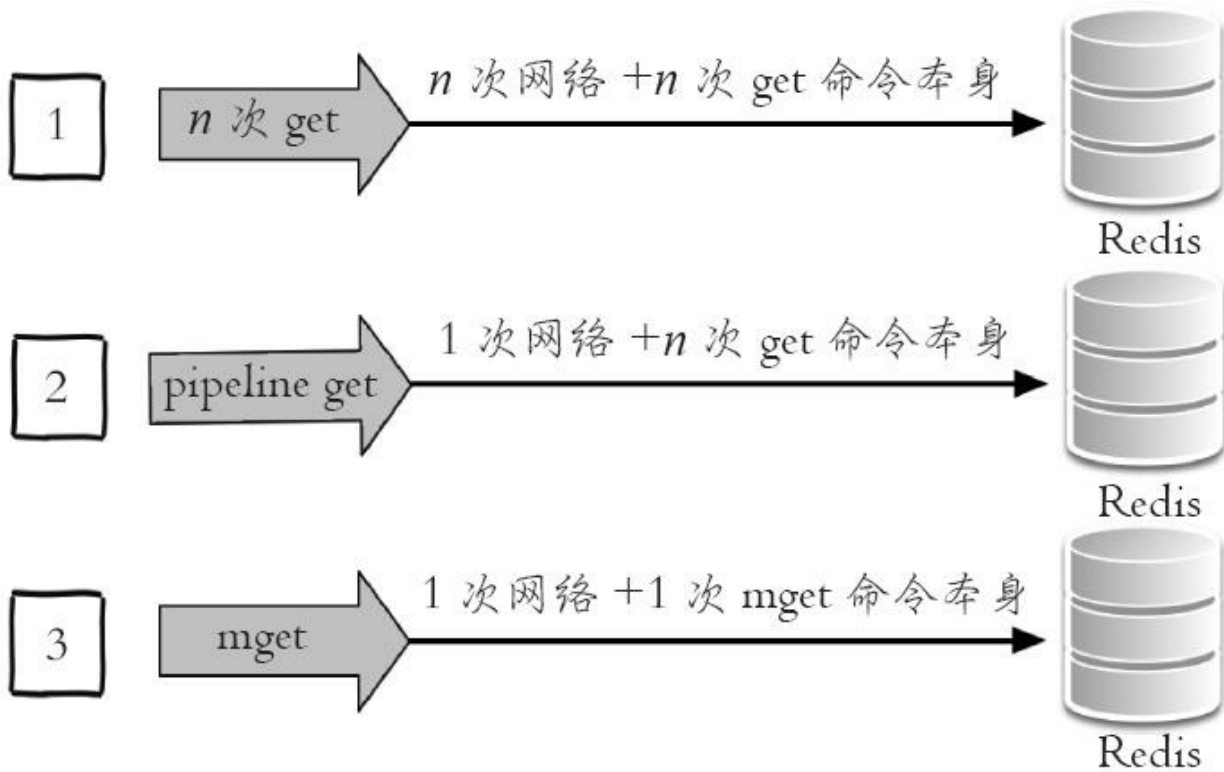 1
n 次 get
n 次网络 +n 次 get 命令本身
Redis
2
pipeline get
1 次网络 +n 次 get 命令本身
Redis
3
mget
1 次网络 +1 次 mget 命令本身
Redis